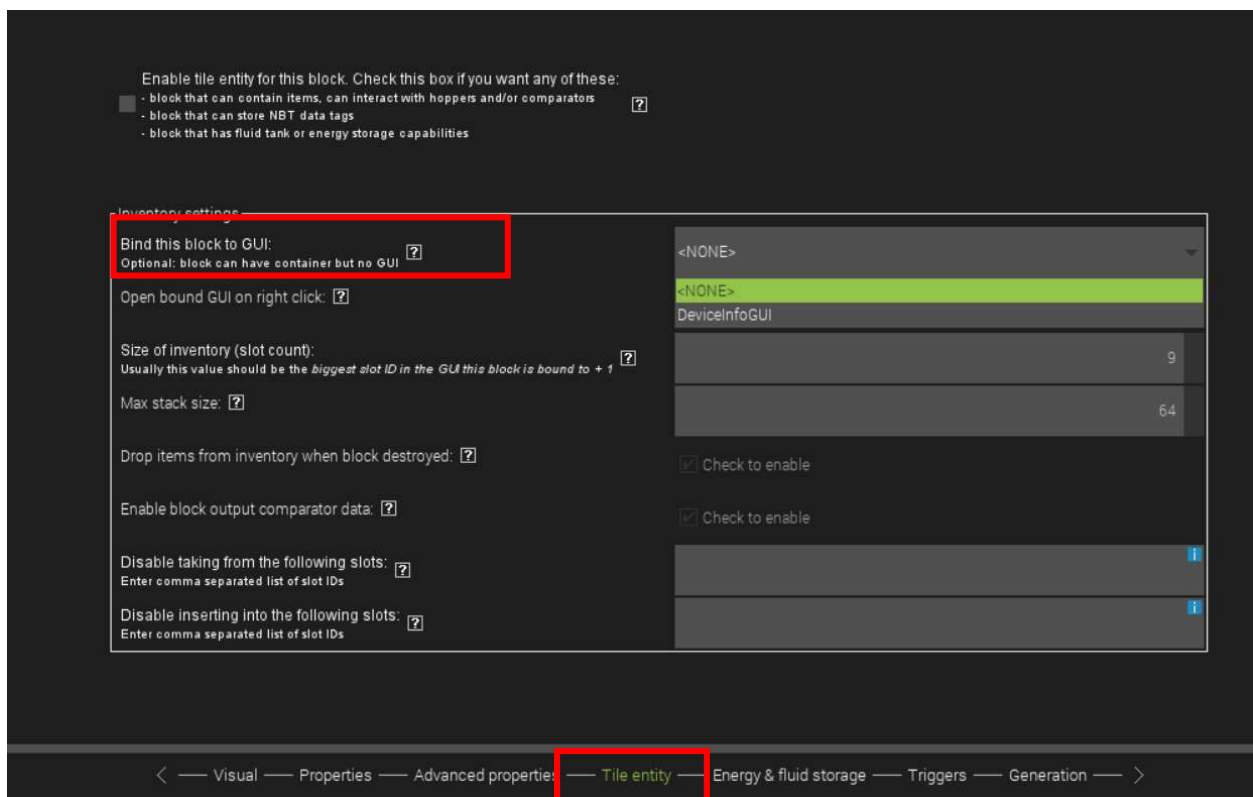 Enable tile entity for this block. Check this box if you want any of these:
- block that can contain items, can interact with hoppers and/or comparators
- block that can store NBT data tags
- block that has fluid tank or energy storage capabilities
[?]
Inventory settings
Bind this block to GUI:
Optional: block can have container but no GUI [?]
<NONE>
Open bound GUI on right click: [?]
<NONE>
DeviceInfoGUI
Size of inventory (slot count):
Usually this value should be the biggest slot ID in the GUI this block is bound to + 1 [?]
9
Max stack size: [?]
64
Drop items from inventory when block destroyed: [?]
Check to enable
Enable block output comparator data: [?]
Check to enable
Disable taking from the following slots: [?]
Enter comma separated list of slot IDs
i
Disable inserting into the following slots: [?]
Enter comma separated list of slot IDs
i
< — Visual — Properties — Advanced properties — Tile entity — Energy & fluid storage — Triggers — Generation — >